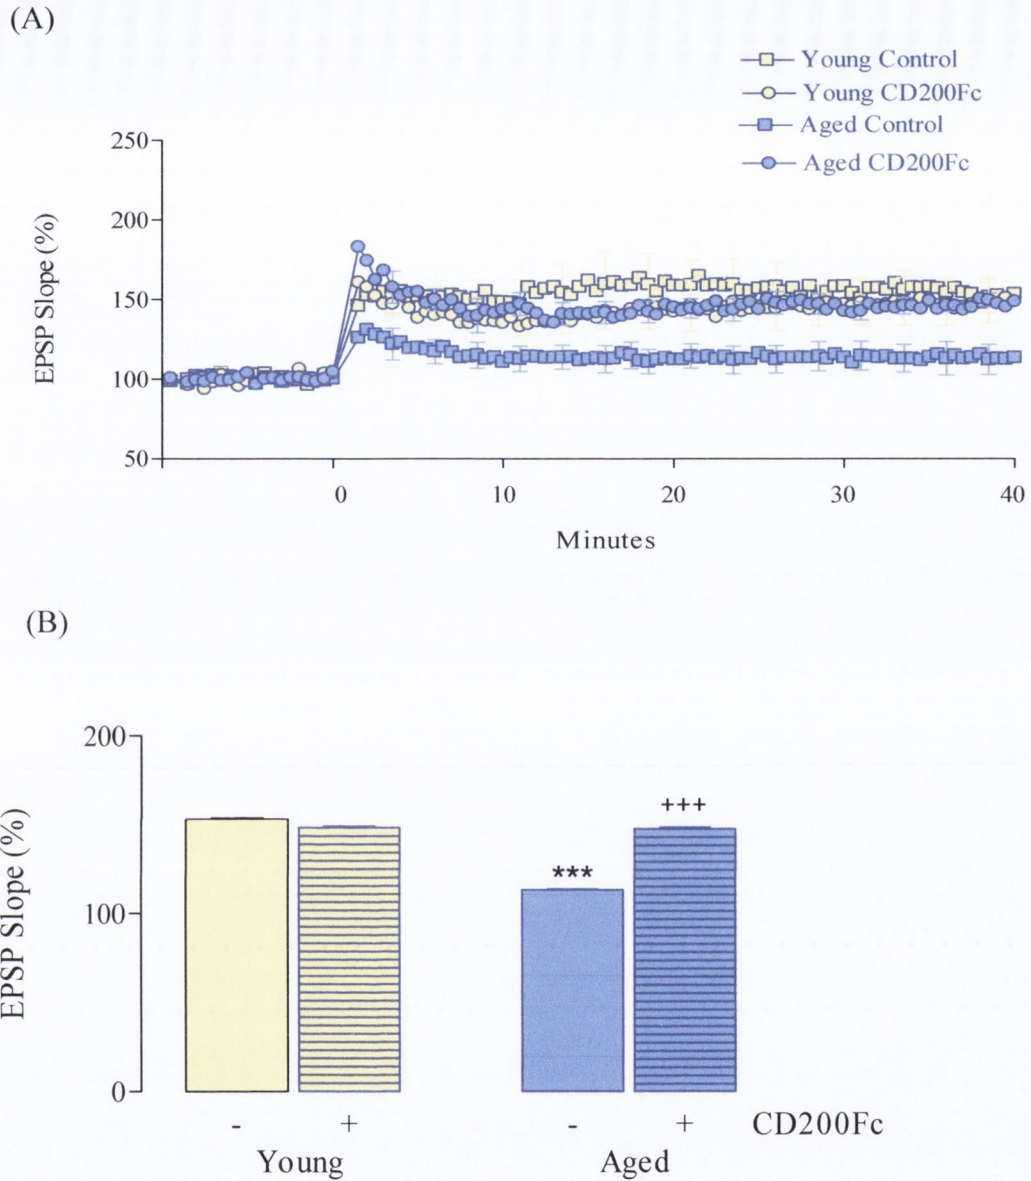 (A)
Young Control
Young CD200Fc
Aged Control
Aged CD200Fc
250
200
150
100
50
EPSP Slope (%)
0 10 20 30 40
Minutes
(B)
200
100
0
EPSP Slope (%)
***
+++
- + - + CD200Fc
Young Aged